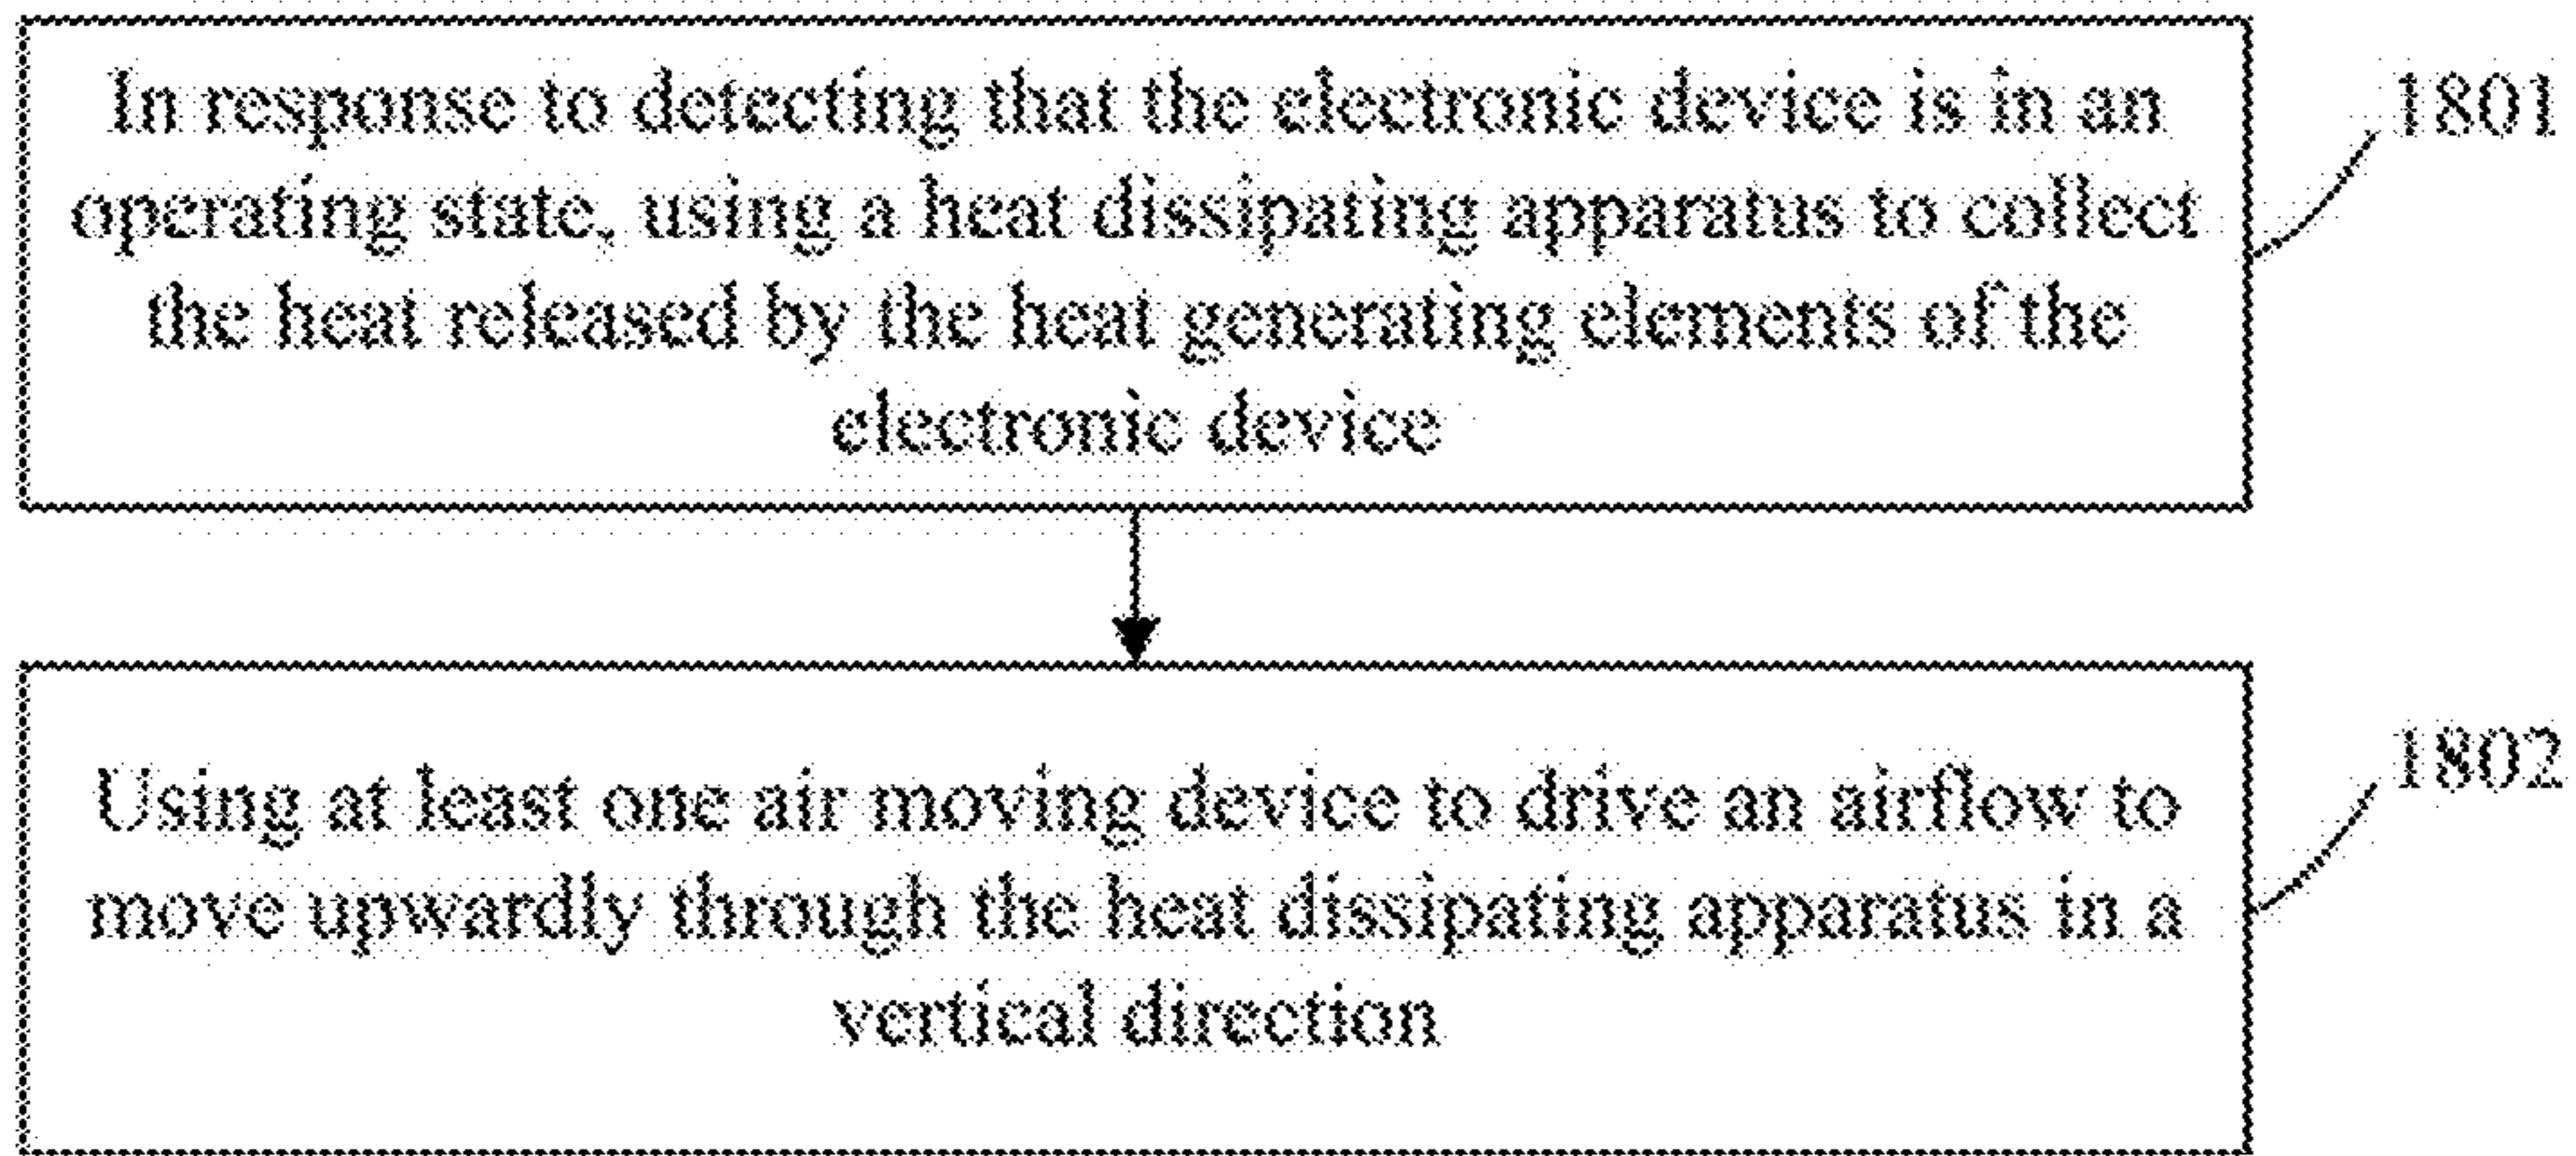 In response to detecting that the electronic device is in an
operating state, using a heat dissipating apparatus to collect
the heat released by the heat generating elements of the
electronic device
1801
Using at least one air moving device to drive an airflow to
move upwardly through the heat dissipating apparatus in a
vertical direction
1802